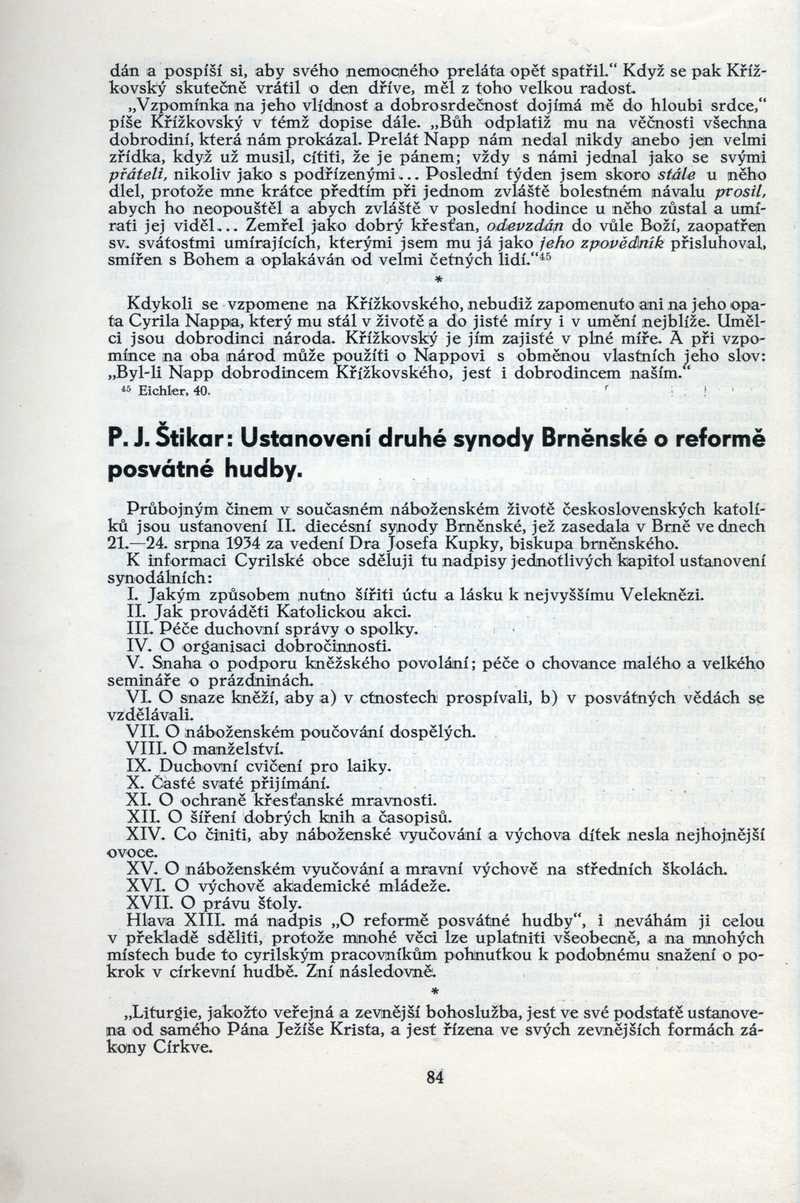 dán a pospíší si, aby svého nemocného preláta opět spatřil.“ Když se pak Kříž-
kovský skutečně vrátil o den dříve, měl z toho velkou radost.
„Vzpomínka na jeho vlídnost a dobrosrdečnost dojímá mě do hloubi srdce,“
píše Křížkovský v témž dopise dále. „Bůh odplatiž mu na věčnosti všechna
dobrodiní, která nám prokázal. Prelát Napp nám nedal nikdy anebo jen velmi
zřídka, když už musil, cítiti, že je pánem; vždy s námi jednal jako se svými
přáteli, nikoliv jako s podřízenými... Poslední týden jsem skoro stále u něho
dlel, protože mne krátce předtím při jednom zvláště bolestném návalu prosil,
abych ho neopouštěl a abych zvláště v poslední hodince u něho zůstal a umí-
rati jej viděl... Zemřel jako dobrý křesťan, odevzdán do vůle Boží, zaopatřen
sv. svátostmi umírajících, kterými jsem mu já jako jeho zpovědník přisluhoval,
smířen s Bohem a oplakáván od velmi četných lidí.“⁴⁵
*
Kdykoli se vzpomene na Křížkovského, nebudiž zapomenuto ani na jeho opa-
ta Cyrila Nappa, který mu stál v životě a do jisté míry i v umění nejblíže. Uměl-
ci jsou dobrodinci národa. Křížkovský je jím zajisté v plné míře. A při vzpo-
mínce na oba národ může použíti o Nappovi s obměnou vlastních jeho slov:
„Byl-li Napp dobrodincem Křížkovského, jest i dobrodincem naším.“
⁴⁵ Eichler, 40.
P. J. Štikar: Ustanovení druhé synody Brněnské o reformě
posvátné hudby.
Průbojným činem v současném náboženském životě československých katolí-
ků jsou ustanovení II. diecésní synody Brněnské, jež zasedala v Brně ve dnech
21.—24. srpna 1934 za vedení Dra Josefa Kupky, biskupa brněnského.
K informaci Cyrilské obce sděluji tu nadpisy jednotlivých kapitol ustanovení
synodálních:
I. Jakým způsobem nutno šířiti úctu a lásku k nejvyššímu Veleknězi.
II. Jak prováděti Katolickou akci.
III. Péče duchovní správy o spolky.
IV. O organisaci dobročinnosti.
V. Snaha o podporu kněžského povolání; péče o chovance malého a velkého
semináře o prázdninách.
VI. O snaze kněží, aby a) v ctnostech prospívali, b) v posvátných vědách se
vzdělávali.
VII. O náboženském poučování dospělých.
VIII. O manželství.
IX. Duchovní cvičení pro laiky.
X. Časté svaté přijímání.
XI. O ochraně křesťanské mravnosti.
XII. O šíření dobrých knih a časopisů.
XIV. Co činiti, aby náboženské vyučování a výchova dítek nesla nejhojnější
ovoce.
XV. O náboženském vyučování a mravní výchově na středních školách.
XVI. O výchově akademické mládeže.
XVII. O právu štoly.
Hlava XIII. má nadpis „O reformě posvátné hudby“, i neváhám ji celou
v překladě sděliti, protože mnohé věci lze uplatniti všeobecně, a na mnohých
místech bude to cyrilským pracovníkům pohnutkou k podobnému snažení o po-
krok v církevní hudbě. Zní následovně:
*
„Liturgie, jakožto veřejná a zevnější bohoslužba, jest ve své podstatě ustanove-
na od samého Pána Ježíše Krista, a jest řízena ve svých zevnějších formách zá-
kony Církve.
84